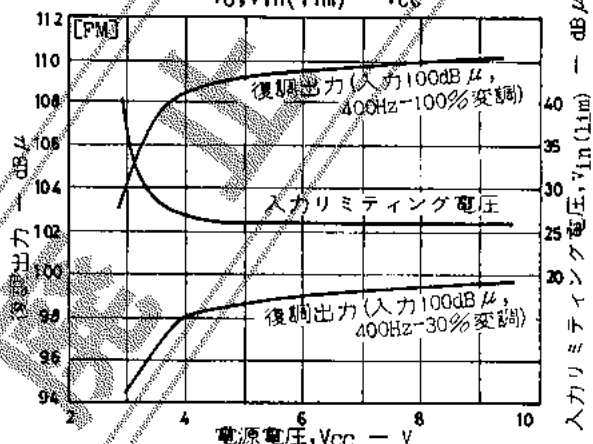 [FM]
112
110
108
106
104
102
100
98
96
94
復調出力 — dBμ
復調出力(入力100dBμ,
400Hz-100%変調)
入力リミティング電圧
復調出力(入力100dBμ,
400Hz-30%変調)
40
35
30
25
20
入力リミティング電圧,Vin(lim) — dBμ
2
4
6
8
10
電源電圧,Vcc — V